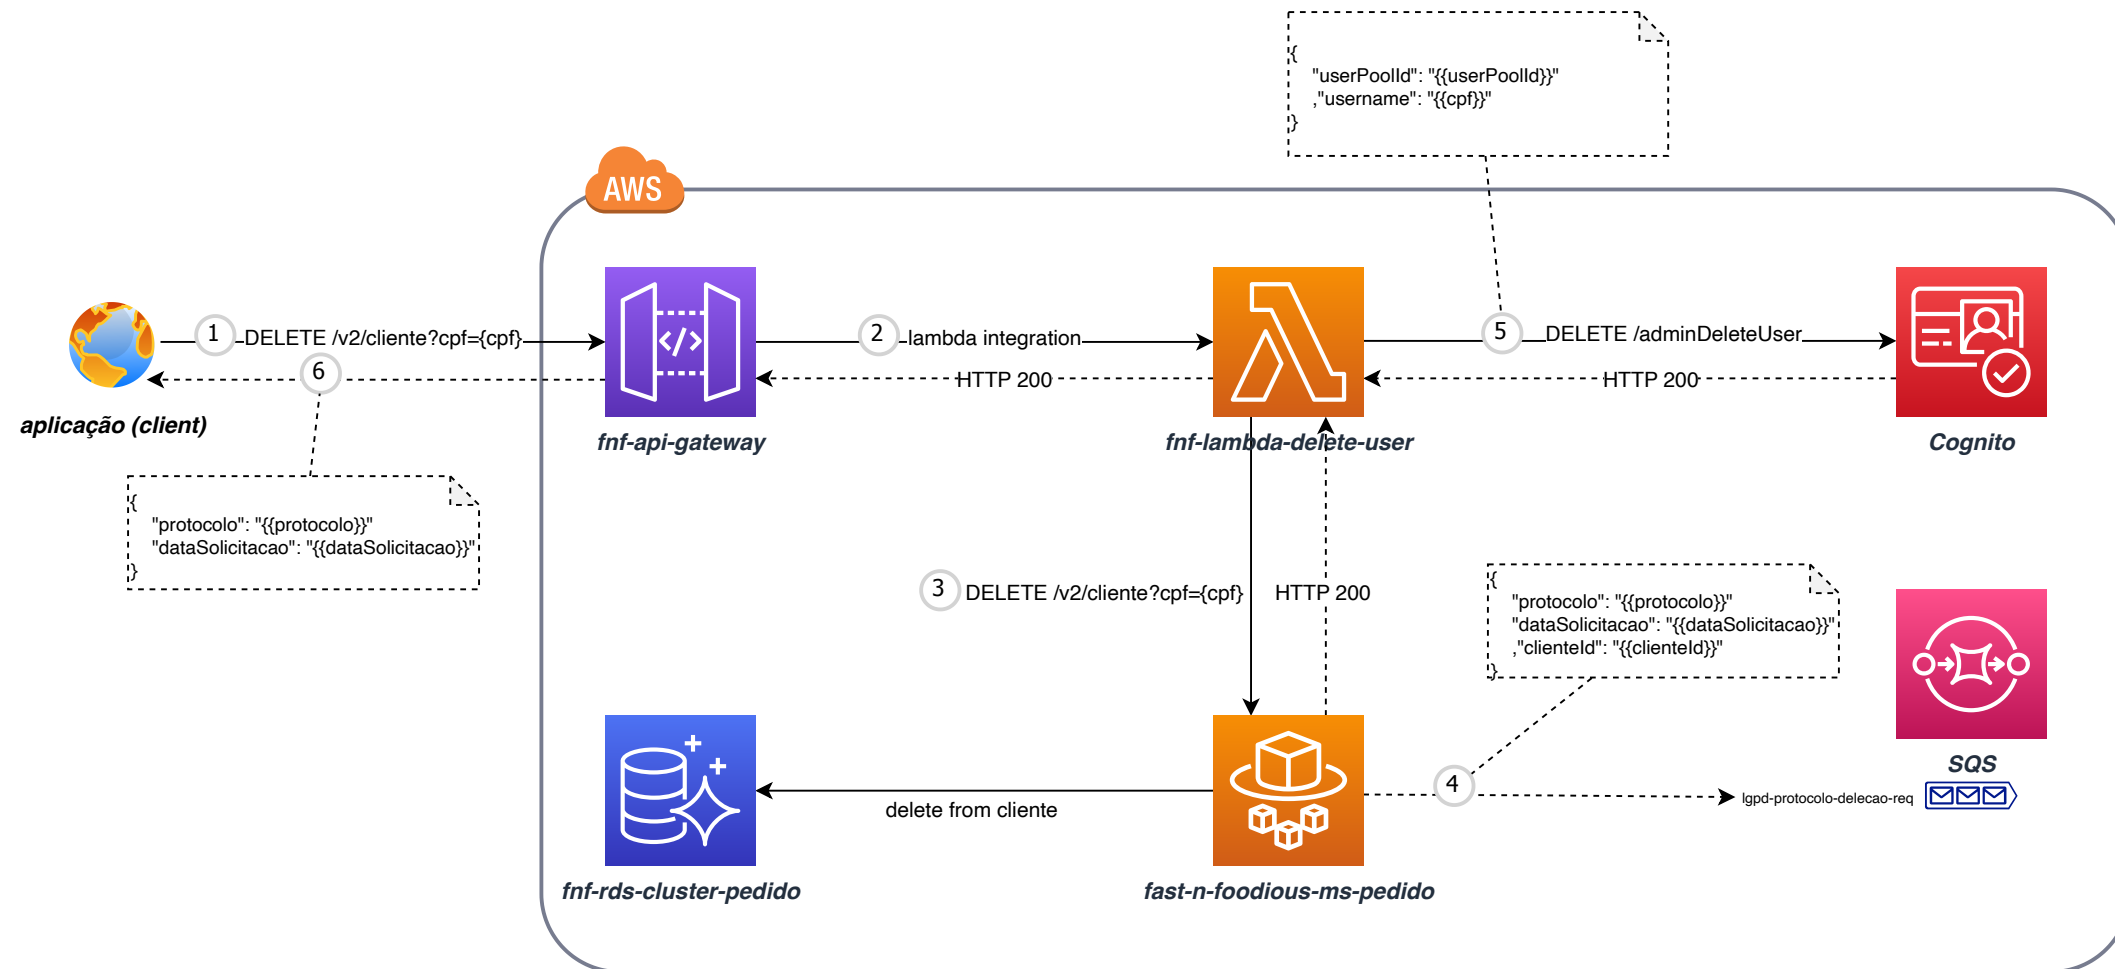 {
"userPoolId": "{{userPoolId}}"
,"username": "{{cpf}}"
}
AWS
1
DELETE /v2/cliente?cpf={cpf}
2
lambda integration
5
DELETE /adminDeleteUser
6
HTTP 200
HTTP 200
aplicação (client)
fnf-api-gateway
fnf-lambda-delete-user
Cognito
{
"protocolo": "{{protocolo}}"
"dataSolicitacao": "{{dataSolicitacao}}"
}
3
DELETE /v2/cliente?cpf={cpf}
HTTP 200
{
"protocolo": "{{protocolo}}"
"dataSolicitacao": "{{dataSolicitacao}}"
,"clienteId": "{{clienteId}}"
}
SQS
4
lgpd-protocolo-delecao-req
delete from cliente
fnf-rds-cluster-pedido
fast-n-foodious-ms-pedido